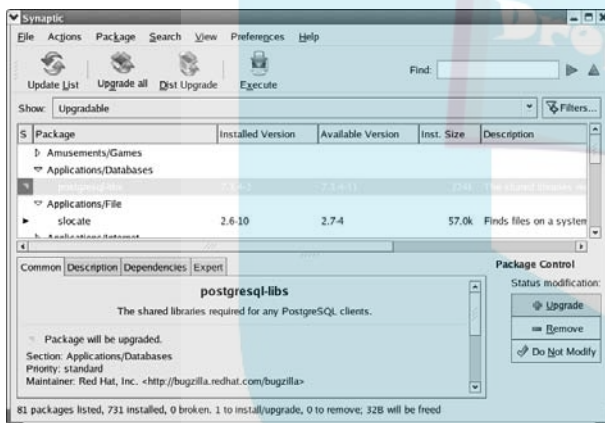 Dro
Synaptic
File Actions Package Search View Preferences Help
Update List Upgrade all Dist Upgrade Execute Find:
Show: Upgradable Filters...
S Package Installed Version Available Version Inst. Size Description
Amusements/Games
Applications/Databases
postgresql-libs
Applications/File
slocate 2.6-10 2.7-4 57.0k Finds files on a system
Applications/Internet
Common Description Dependencies Expert
Package Control
postgresql-libs
Status modification:
The shared libraries required for any PostgreSQL clients.
Upgrade
Package will be upgraded.
Remove
Section: Applications/Databases
Do Not Modify
Priority: standard
Maintainer: Red Hat, Inc. <http://bugzilla.redhat.com/bugzilla>
81 packages listed, 731 installed, 0 broken. 1 to install/upgrade, 0 to remove; 32B will be freed